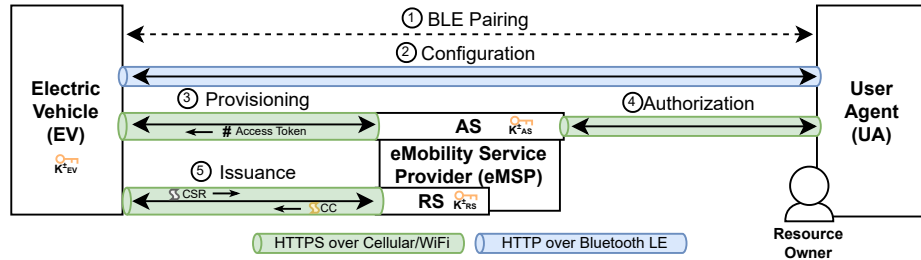 ① BLE Pairing
② Configuration
Electric
Vehicle
(EV)
K±EV
③ Provisioning
# Access Token
AS
K±AS
④ Authorization
User
Agent
(UA)
eMobility Service
Provider (eMSP)
⑤ Issuance
CSR
CC
RS
K±RS
Resource
Owner
HTTPS over Cellular/WiFi
HTTP over Bluetooth LE